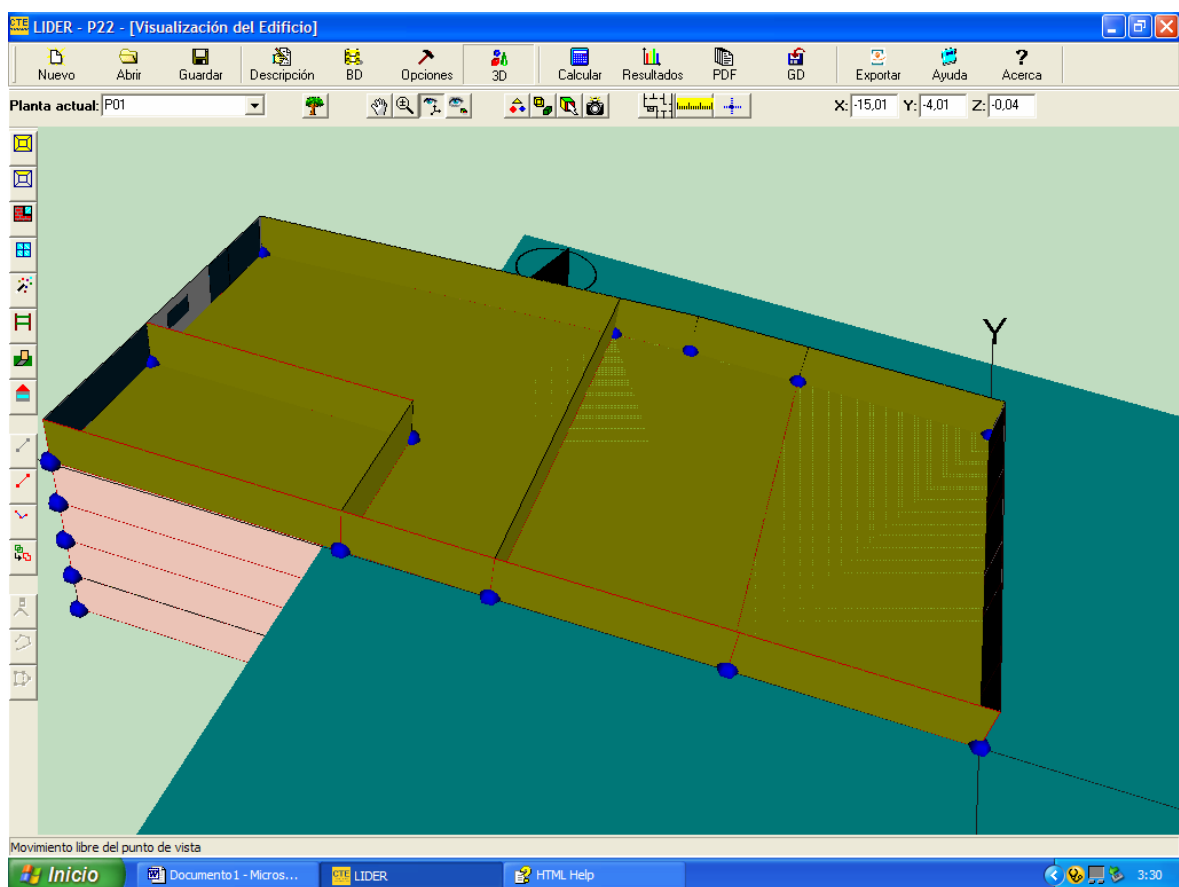 CTE LIDER - P22 - [Visualización del Edificio]
Nuevo Abrir Guardar Descripción BD Opciones 3D Calcular Resultados PDF GD Exportar Ayuda Acerca
Planta actual: P01 X: -15,01 Y: -4,01 Z: -0,04
Y
Movimiento libre del punto de vista
Inicio Documento1 - Micros... CTE LIDER HTML Help 3:30